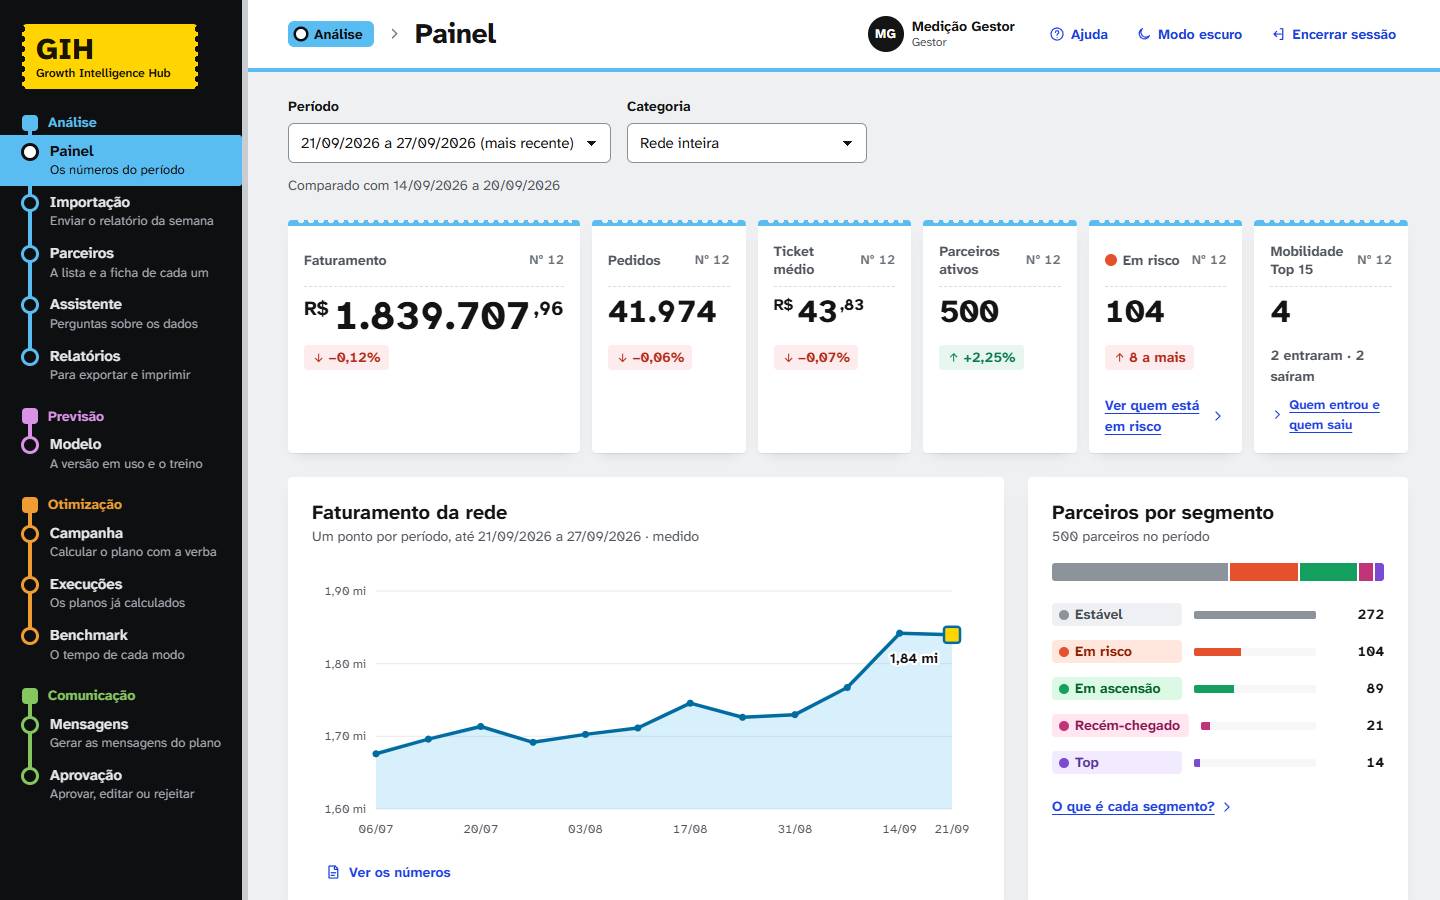 GIH
Growth Intelligence Hub
Análise
Painel
Os números do período
Importação
Enviar o relatório da semana
Parceiros
A lista e a ficha de cada um
Assistente
Perguntas sobre os dados
Relatórios
Para exportar e imprimir
Previsão
Modelo
A versão em uso e o treino
Otimização
Campanha
Calcular o plano com a verba
Execuções
Os planos já calculados
Benchmark
O tempo de cada modo
Comunicação
Mensagens
Gerar as mensagens do plano
Aprovação
Aprovar, editar ou rejeitar
Análise
Painel
MG
Medição Gestor
Gestor
Ajuda
Modo escuro
Encerrar sessão
Período
Categoria
21/09/2026 a 27/09/2026 (mais recente)
Rede inteira
Comparado com 14/09/2026 a 20/09/2026
Faturamento
Nº 12
R$ 1.839.707,96
−0,12%
Pedidos
Nº 12
41.974
−0,06%
Ticket
médio
Nº 12
R$ 43,83
−0,07%
Parceiros
ativos
Nº 12
500
+2,25%
Em risco
Nº 12
104
8 a mais
Ver quem está
em risco
Mobilidade
Top 15
Nº 12
4
2 entraram · 2
saíram
Quem entrou e
quem saiu
Faturamento da rede
Um ponto por período, até 21/09/2026 a 27/09/2026 · medido
1,90 mi
1,80 mi
1,70 mi
1,60 mi
1,84 mi
06/07
20/07
03/08
17/08
31/08
14/09
21/09
Ver os números
Parceiros por segmento
500 parceiros no período
Estável
272
Em risco
104
Em ascensão
89
Recém-chegado
21
Top
14
O que é cada segmento?